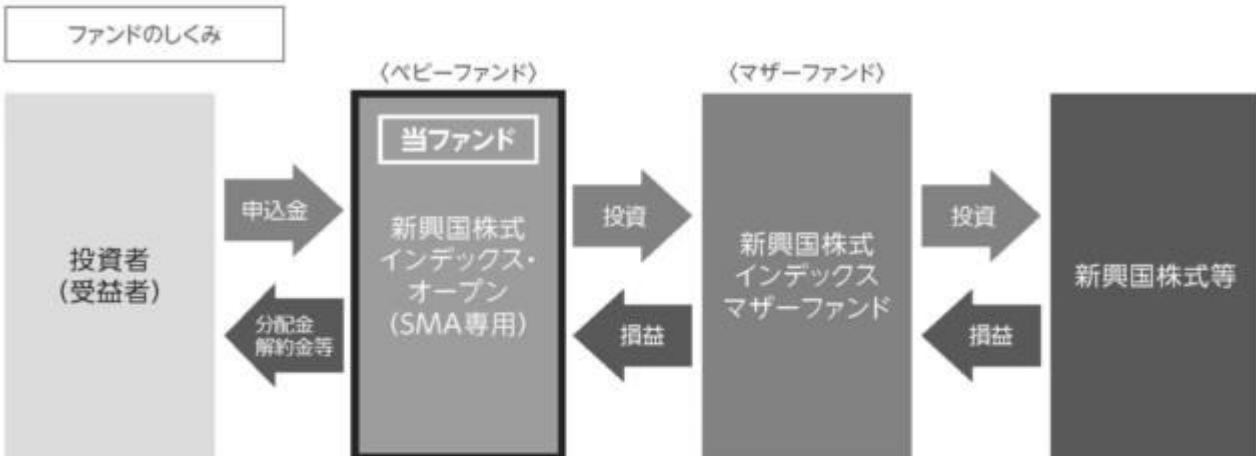 ファンドのしくみ
〈ベビーファンド〉
〈マザーファンド〉
投資者
(受益者)
申込金
分配金
解約金等
当ファンド
新興国株式
インデックス・
オープン
(SMA専用)
投資
損益
新興国株式
インデックス
マザーファンド
投資
損益
新興国株式等